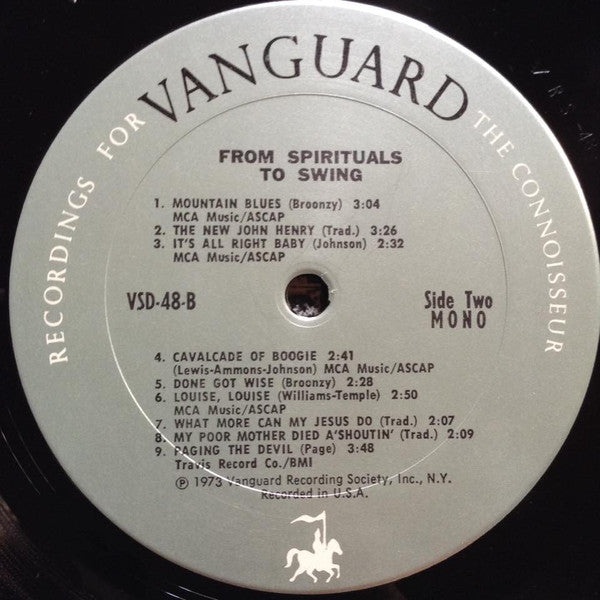 RECORDINGS FOR VANGUARD THE CONNOISSEUR
FROM SPIRITUALS
TO SWING
1. MOUNTAIN BLUES (Broonzy) 3:04
MCA Music/ASCAP
2. THE NEW JOHN HENRY (Trad.) 3:26
3. IT'S ALL RIGHT BABY (Johnson) 2:32
MCA Music/ASCAP
VSD-48-B
Side Two
MONO
4. CAVALCADE OF BOOGIE 2:41
(Lewis-Ammons-Johnson) MCA Music/ASCAP
5. DONE GOT WISE (Broonzy) 2:28
6. LOUISE, LOUISE (Williams-Temple) 2:50
MCA Music/ASCAP
7. WHAT MORE CAN MY JESUS DO (Trad.) 2:07
8. MY POOR MOTHER DIED A'SHOUTIN' (Trad.) 2:09
9. PAGING THE DEVIL (Page) 3:48
Travis Record Co./BMI
℗ 1973 Vanguard Recording Society, Inc., N.Y.
Recorded in U.S.A.